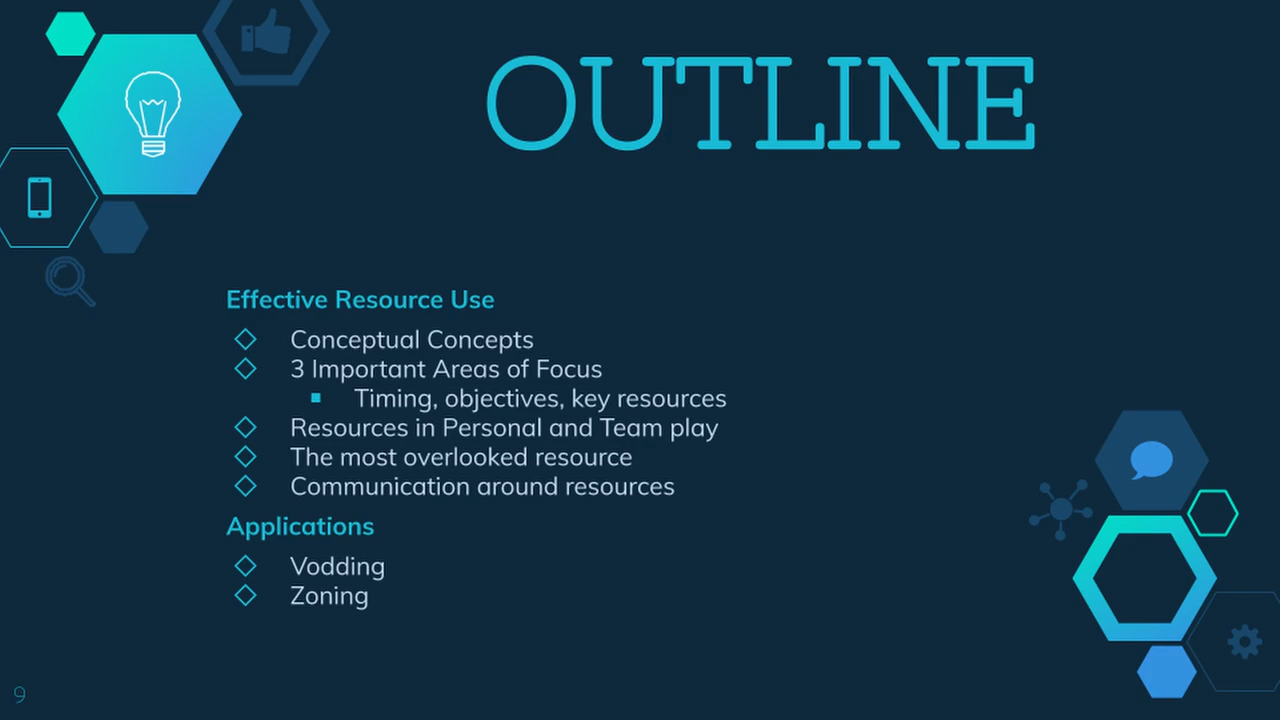 OUTLINE
Effective Resource Use
Conceptual Concepts
3 Important Areas of Focus
Timing, objectives, key resources
Resources in Personal and Team play
The most overlooked resource
Communication around resources
Applications
Vodding
Zoning
9